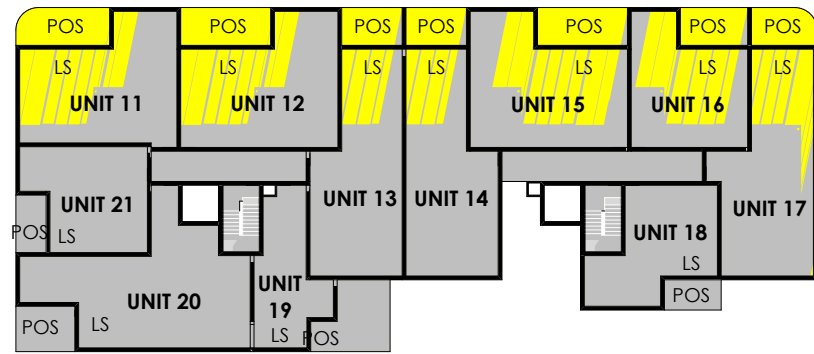 POS
POS
POS
POS
POS
POS
POS
LS
LS
LS
LS
LS
LS
LS
UNIT 11
UNIT 12
UNIT 15
UNIT 16
UNIT 13
UNIT 14
UNIT 21
UNIT 17
UNIT 18
POS
LS
LS
POS
UNIT 20
UNIT
19
POS
LS
LS
POS